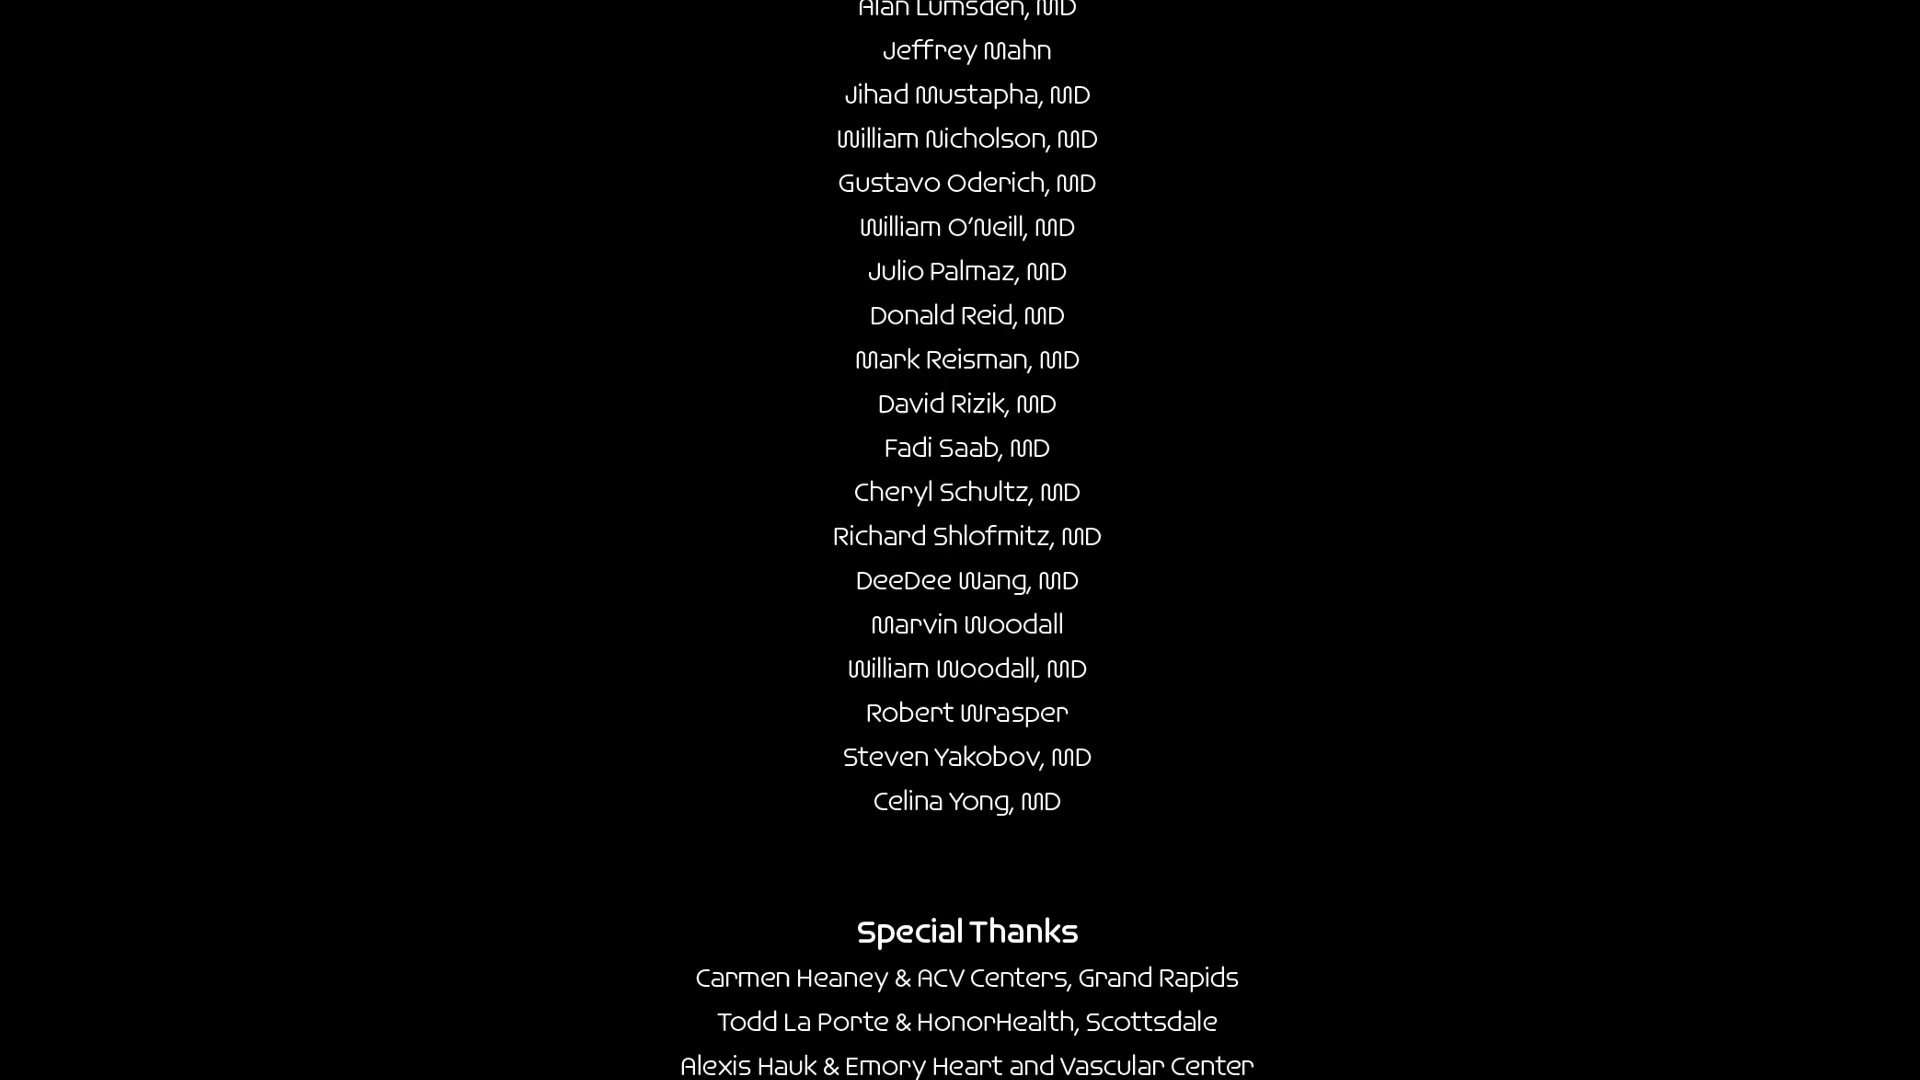 Alan Lumsden, MD
Jeffrey Mahn
Jihad Mustapha, MD
William Nicholson, MD
Gustavo Oderich, MD
William O'Neill, MD
Julio Palmaz, MD
Donald Reid, MD
Mark Reisman, MD
David Rizik, MD
Fadi Saab, MD
Cheryl Schultz, MD
Richard Shlofmitz, MD
DeeDee Wang, MD
Marvin Woodall
William Woodall, MD
Robert Wrasper
Steven Yakobov, MD
Celina Yong, MD
Special Thanks
Carmen Heaney & ACV Centers, Grand Rapids
Todd La Porte & HonorHealth, Scottsdale
Alexis Hauk & Emory Heart and Vascular Center